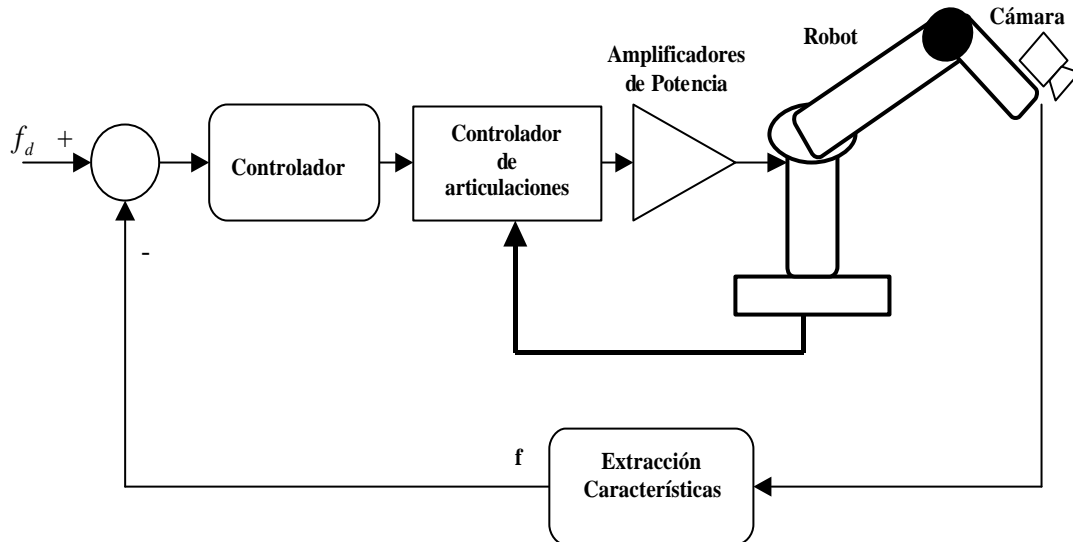 Cámara
Robot
Amplificadores
de Potencia
f_d +
Controlador
Controlador
de
articulaciones
-
f
Extracción
Características